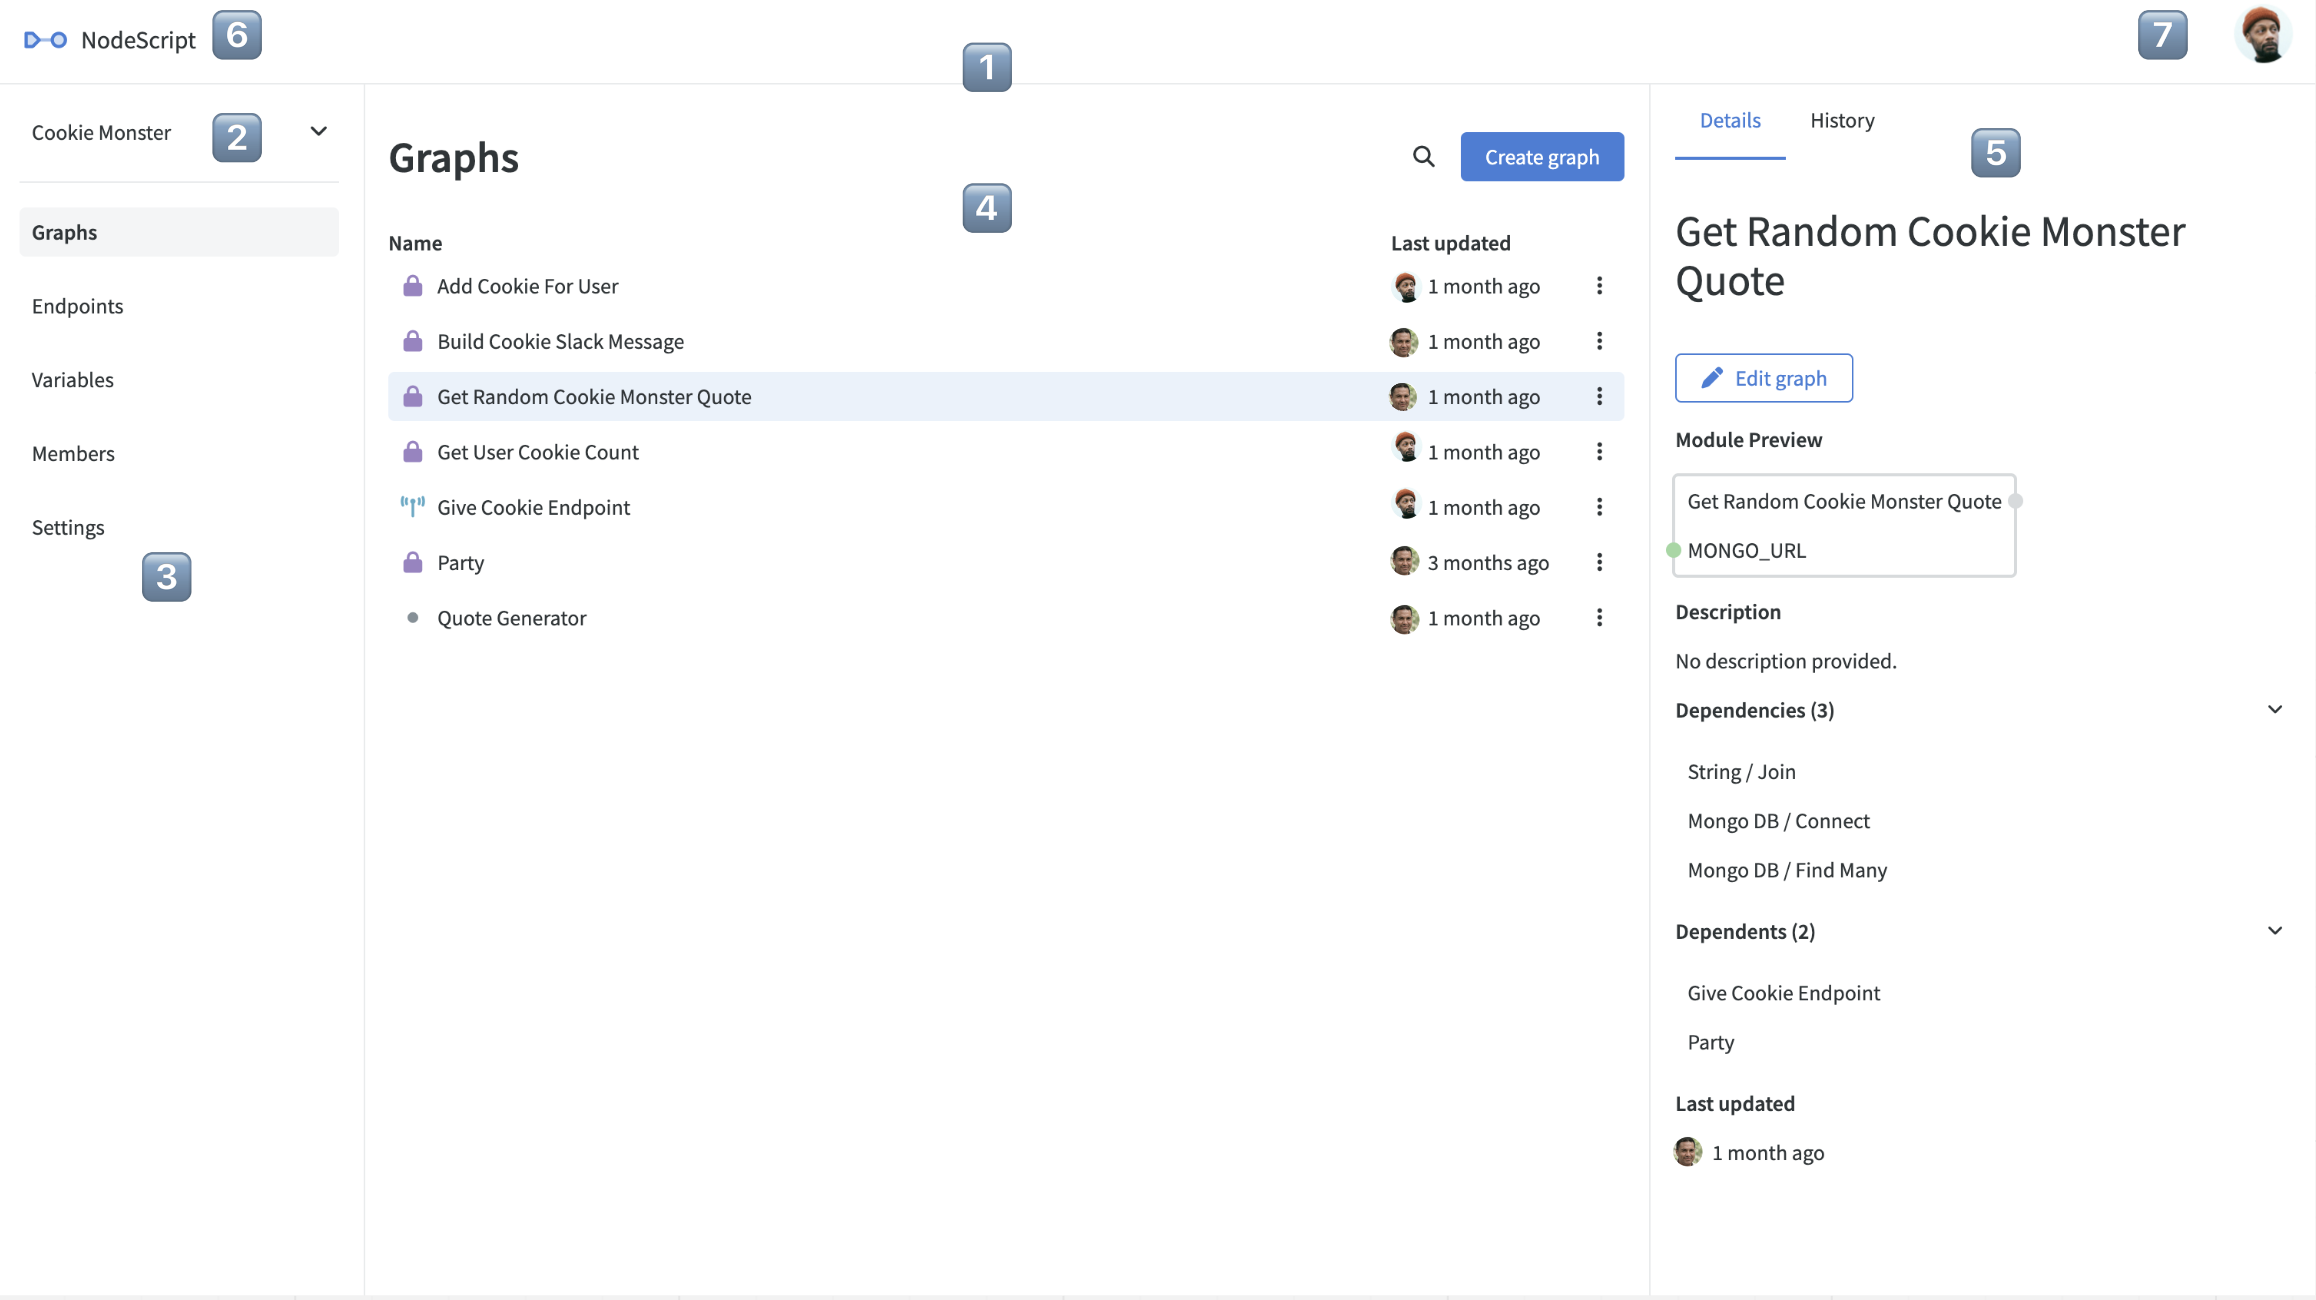 NodeScript
6
1
7
Cookie Monster
2
Graphs
Endpoints
Variables
Members
Settings
3
Graphs
Create graph
4
Name Last updated
Add Cookie For User 1 month ago
Build Cookie Slack Message 1 month ago
Get Random Cookie Monster Quote 1 month ago
Get User Cookie Count 1 month ago
Give Cookie Endpoint 1 month ago
Party 3 months ago
Quote Generator 1 month ago
Details History
5
Get Random Cookie Monster
Quote
Edit graph
Module Preview
Get Random Cookie Monster Quote
MONGO_URL
Description
No description provided.
Dependencies (3)
String / Join
Mongo DB / Connect
Mongo DB / Find Many
Dependents (2)
Give Cookie Endpoint
Party
Last updated
1 month ago